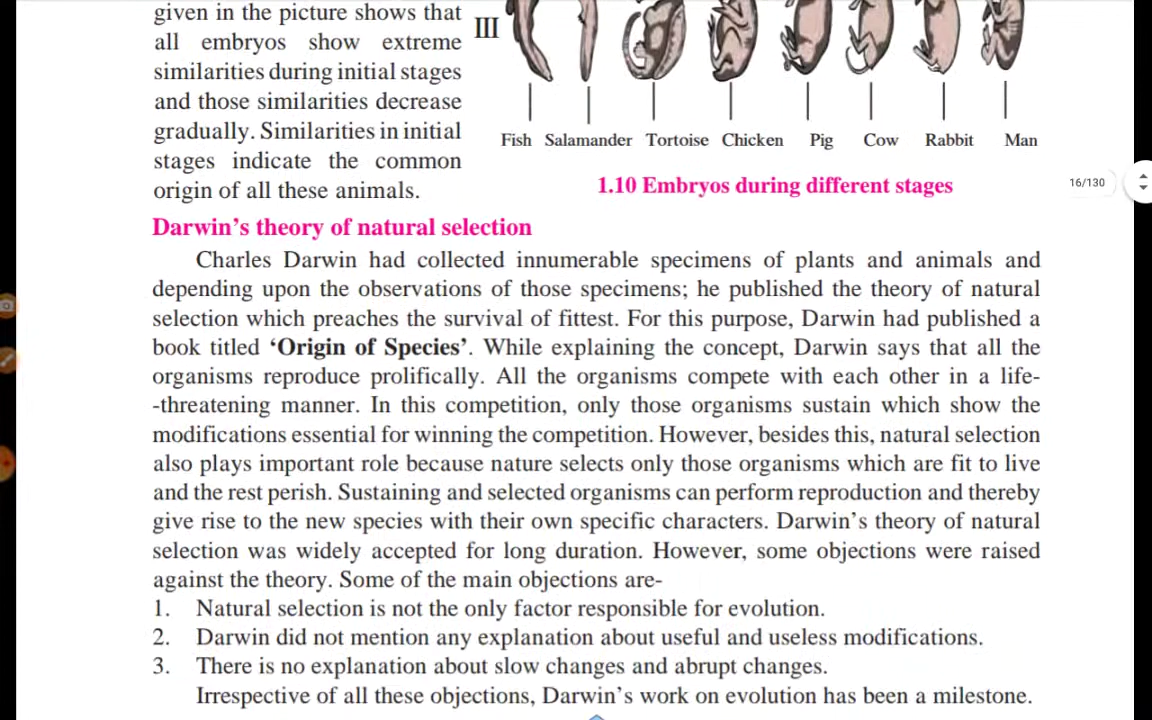 given in the picture shows that
all embryos show extreme
similarities during initial stages
and those similarities decrease
gradually. Similarities in initial
stages indicate the common
origin of all these animals.
III
Fish Salamander Tortoise Chicken Pig Cow Rabbit Man
1.10 Embryos during different stages
16/130
Darwin's theory of natural selection
Charles Darwin had collected innumerable specimens of plants and animals and
depending upon the observations of those specimens; he published the theory of natural
selection which preaches the survival of fittest. For this purpose, Darwin had published a
book titled ‘Origin of Species’. While explaining the concept, Darwin says that all the
organisms reproduce prolifically. All the organisms compete with each other in a life-
-threatening manner. In this competition, only those organisms sustain which show the
modifications essential for winning the competition. However, besides this, natural selection
also plays important role because nature selects only those organisms which are fit to live
and the rest perish. Sustaining and selected organisms can perform reproduction and thereby
give rise to the new species with their own specific characters. Darwin's theory of natural
selection was widely accepted for long duration. However, some objections were raised
against the theory. Some of the main objections are-
1. Natural selection is not the only factor responsible for evolution.
2. Darwin did not mention any explanation about useful and useless modifications.
3. There is no explanation about slow changes and abrupt changes.
Irrespective of all these objections, Darwin's work on evolution has been a milestone.